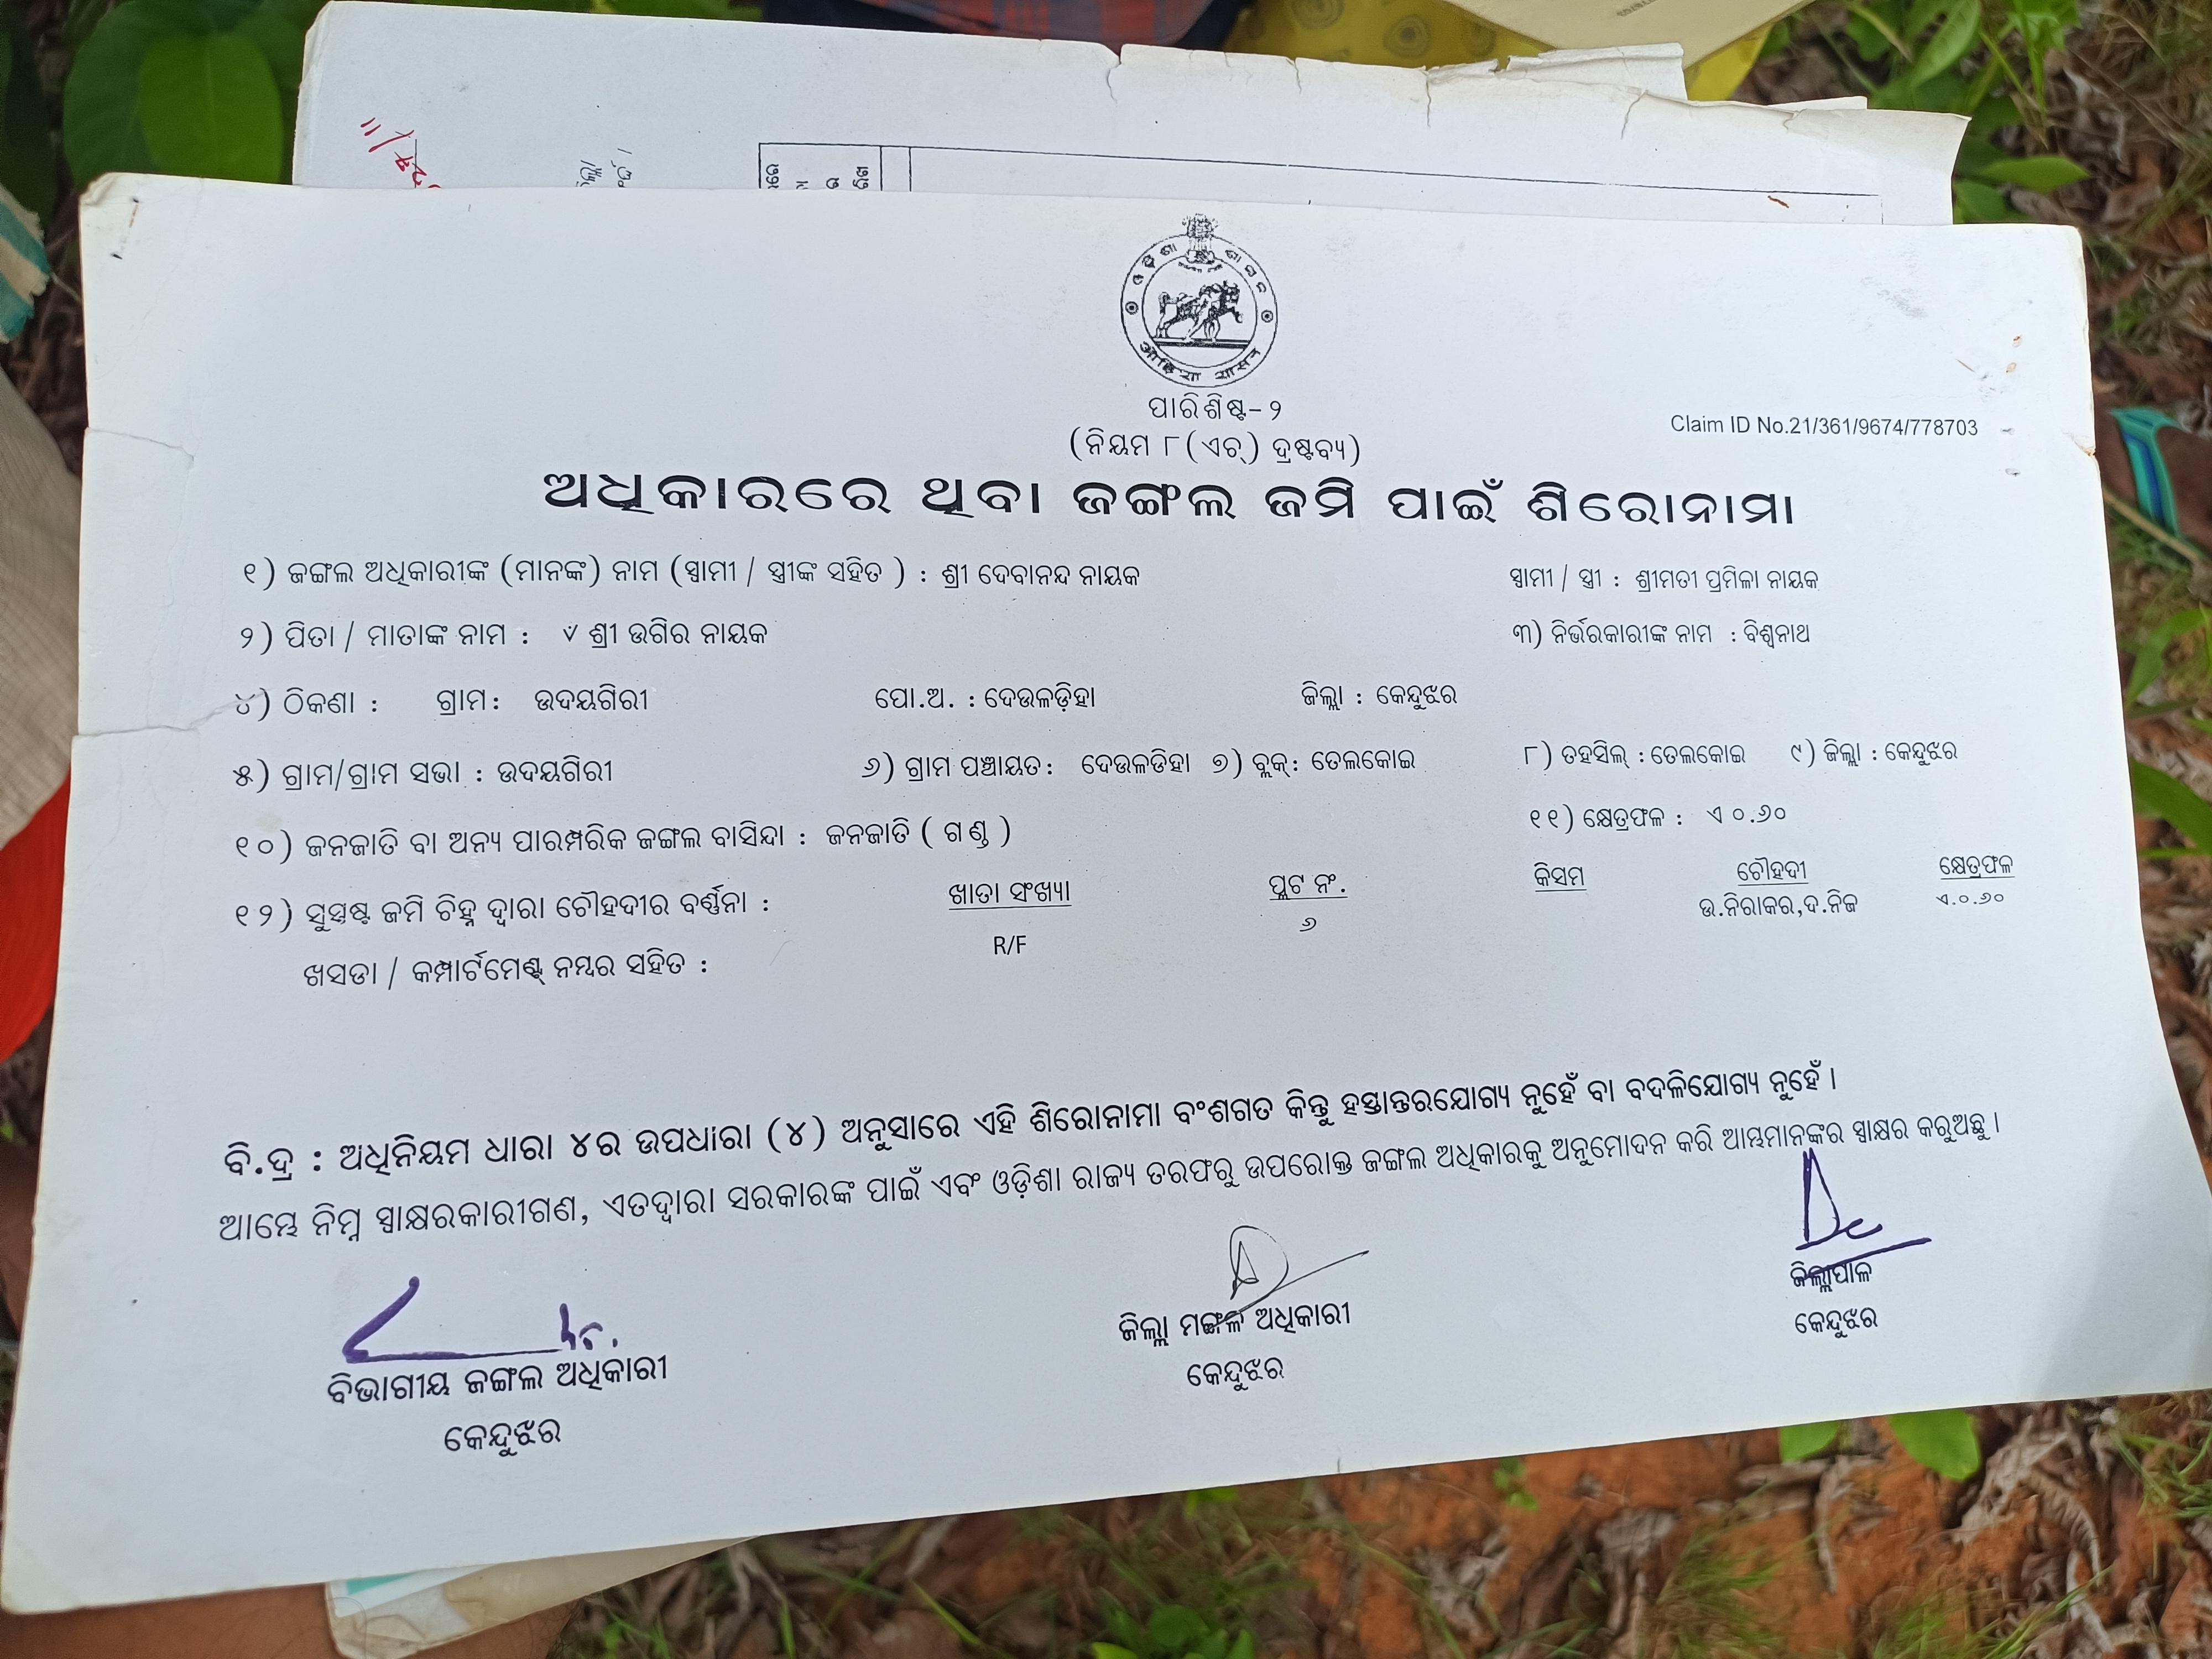 ଓଡ଼ିଶା ଶାସନ
ओड़िसा सासन
ପାରିଶିଷ୍ଟ-୨
Claim ID No.21/361/9674/778703
(ନିୟମ ୮(ଏଚ୍) ଦ୍ରଷ୍ଟବ୍ୟ)
ଅଧିକାରରେ ଥିବା ଜଙ୍ଗଲ ଜମି ପାଇଁ ଶିରୋନାମା
୧) ଜଙ୍ଗଲ ଅଧିକାରୀଙ୍କ (ମାନଙ୍କ) ନାମ (ସ୍ଵାମୀ / ସ୍ତ୍ରୀଙ୍କ ସହିତ ) : ଶ୍ରୀ ଦେବାନନ୍ଦ ନାୟକ ସ୍ଵାମୀ / ସ୍ତ୍ରୀ : ଶ୍ରୀମତୀ ପ୍ରମିଳା ନାୟକ
୨) ପିତା / ମାତାଙ୍କ ନାମ : ଶ୍ରୀ ଉଗିର ନାୟକ ୩) ନିର୍ଭରକାରୀଙ୍କ ନାମ : ବିଶ୍ଵନାଥ
୪) ଠିକଣା : ଗ୍ରାମ: ଉଦୟଗିରୀ ପୋ.ଅ. : ଦେଉଳଡ଼ିହା ଜିଲ୍ଲା : କେନ୍ଦୁଝର
୫) ଗ୍ରାମ/ଗ୍ରାମ ସଭା : ଉଦୟଗିରୀ ୬) ଗ୍ରାମ ପଞ୍ଚାୟତ: ଦେଉଳଡିହା ୭) ବ୍ଲକ୍: ତେଲକୋଇ ୮) ତହସିଲ୍ : ତେଲକୋଇ ୯) ଜିଲ୍ଲା : କେନ୍ଦୁଝର
୧୦) ଜନଜାତି ବା ଅନ୍ୟ ପାରମ୍ପରିକ ଜଙ୍ଗଲ ବାସିନ୍ଦା : ଜନଜାତି ( ଗଣ୍ଡ ) ୧୧) କ୍ଷେତ୍ରଫଳ : ଏ ୦.୬୦
୧୨) ସୁସ୍ପଷ୍ଟ ଜମି ଚିହ୍ନ ଦ୍ଵାରା ଚୌହଦୀର ବର୍ଣ୍ଣନା : ଖାତା ସଂଖ୍ୟା ପ୍ଲଟ ନଂ. କିସମ ଚୌହଦୀ କ୍ଷେତ୍ରଫଳ
ଖସଡା / କମ୍ପାର୍ଟମେଣ୍ଟ୍ ନମ୍ବର ସହିତ : R/F ୬ ଉ.ନିରାକର,ଦ.ନିଜ ଏ.୦.୬୦
ବି.ଦ୍ର : ଅଧିନିୟମ ଧାରା ୪ର ଉପଧାରା (୪) ଅନୁସାରେ ଏହି ଶିରୋନାମା ବଂଶଗତ କିନ୍ତୁ ହସ୍ତାନ୍ତରଯୋଗ୍ୟ ନୁହେଁ ବା ବଦଳିଯୋଗ୍ୟ ନୁହେଁ ।
ଆମ୍ଭେ ନିମ୍ନ ସ୍ଵାକ୍ଷରକାରୀଗଣ, ଏତଦ୍ଵାରା ସରକାରଙ୍କ ପାଇଁ ଏବଂ ଓଡ଼ିଶା ରାଜ୍ୟ ତରଫରୁ ଉପରୋକ୍ତ ଜଙ୍ଗଲ ଅଧିକାରକୁ ଅନୁମୋଦନ କରି ଆମ୍ଭମାନଙ୍କର ସ୍ଵାକ୍ଷର କରୁଅଛୁ ।
ବିଭାଗୀୟ ଜଙ୍ଗଲ ଅଧିକାରୀ ଜିଲ୍ଲା ମଙ୍ଗଳ ଅଧିକାରୀ ଜିଲ୍ଲାପାଳ
କେନ୍ଦୁଝର କେନ୍ଦୁଝର କେନ୍ଦୁଝର